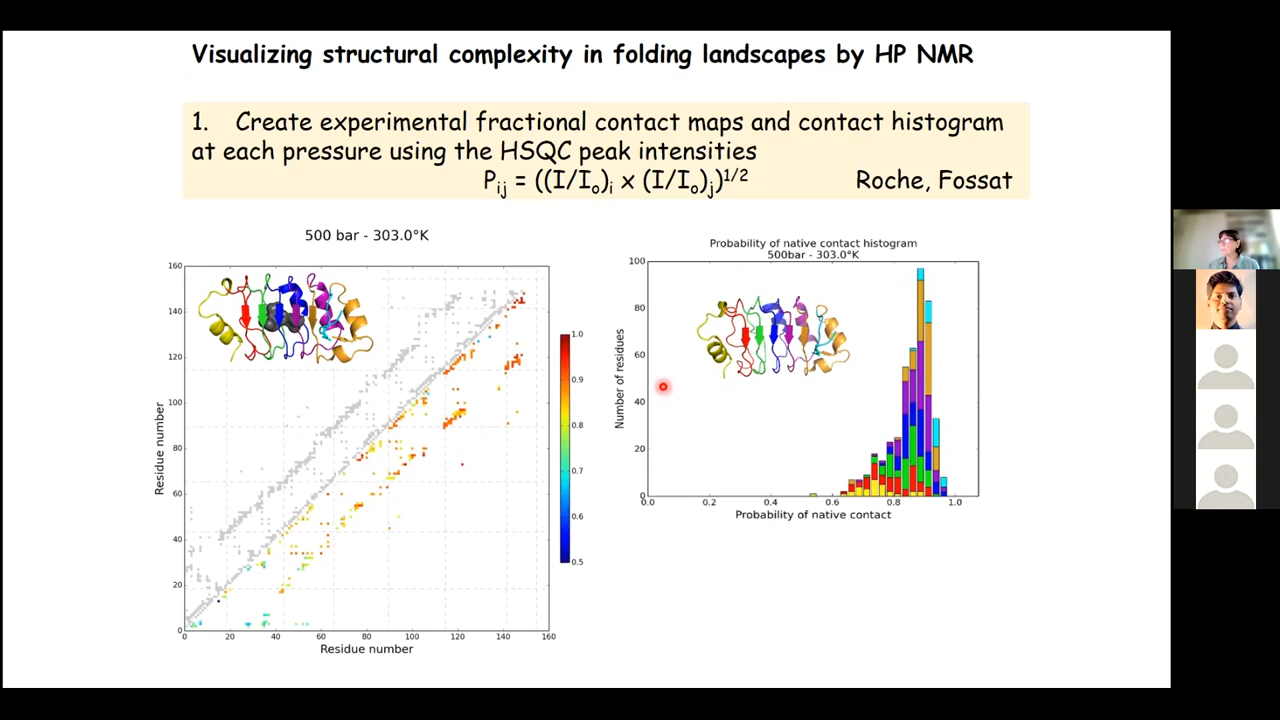 Visualizing structural complexity in folding landscapes by HP NMR
1. Create experimental fractional contact maps and contact histogram
at each pressure using the HSQC peak intensities
Pij = ((I/Io)i x (I/Io)j)1/2
Roche, Fossat
500 bar - 303.0°K
160
140
120
100
80
60
40
20
0
0 20 40 60 80 100 120 140 160
Residue number
Residue number
1.0
0.9
0.8
0.7
0.6
0.5
Probability of native contact histogram
500bar - 303.0°K
100
80
60
40
20
0
0.0 0.2 0.4 0.6 0.8 1.0
Number of residues
Probability of native contact